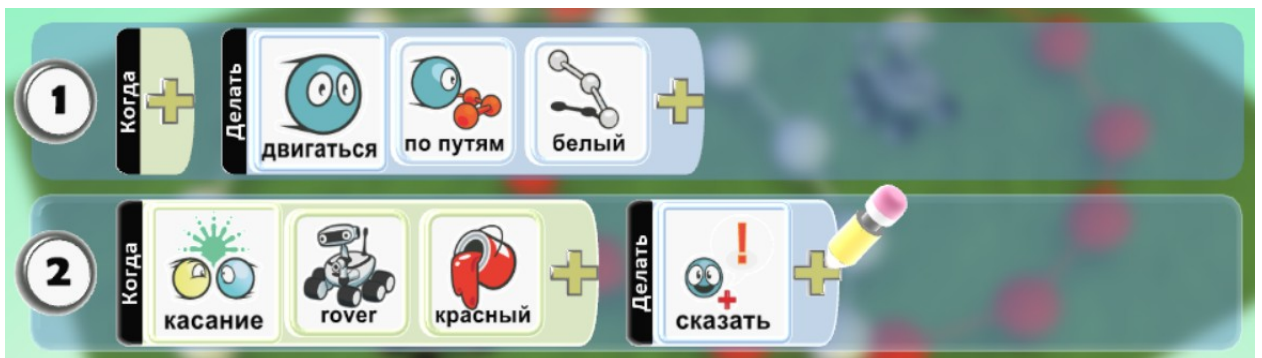 1
Когда
Делать
двигаться
по путям
белый
2
Когда
касание
rover
красный
Делать
сказать